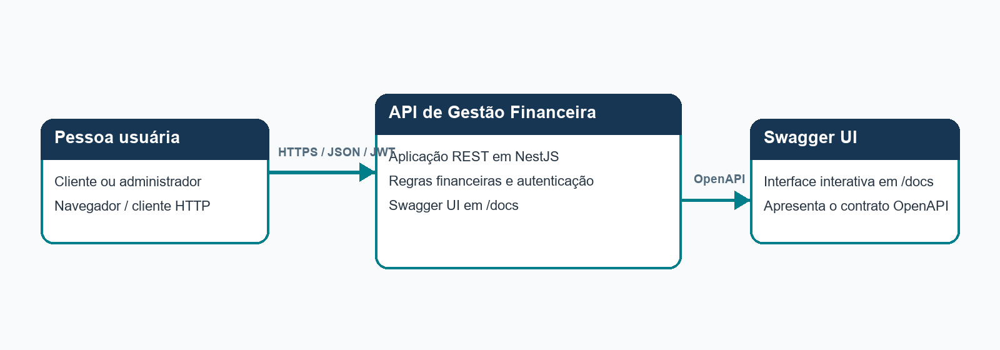 Pessoa usuária
Cliente ou administrador
Navegador / cliente HTTP
HTTPS / JSON / JWT
API de Gestão Financeira
Aplicação REST em NestJS
Regras financeiras e autenticação
Swagger UI em /docs
OpenAPI
Swagger UI
Interface interativa em /docs
Apresenta o contrato OpenAPI